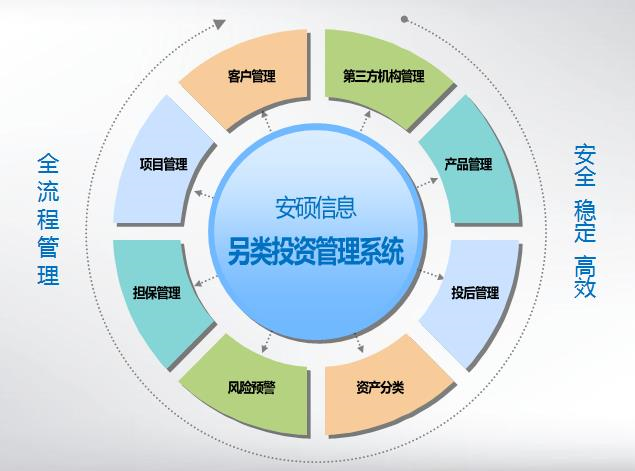 客户管理
第三方机构管理
项目管理
产品管理
全流程管理
安硕信息
另类投资管理系统
安全 稳定 高效
担保管理
投后管理
风险预警
资产分类